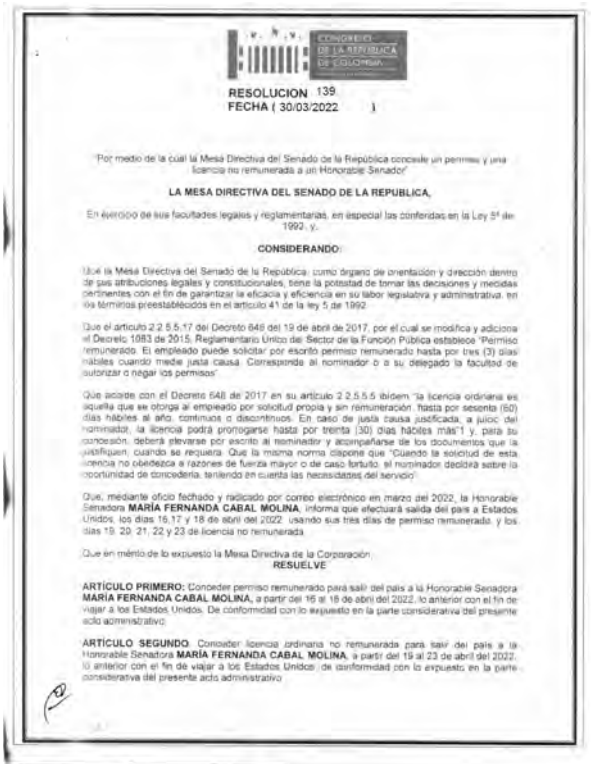 CONGRESO
DE LA REPÚBLICA
DE COLOMBIA
RESOLUCION 139
FECHA ( 30/03/2022 )
"Por medio de la cual la Mesa Directiva del Senado de la República concede un permiso y una
licencia no remunerada a un Honorable Senador"
LA MESA DIRECTIVA DEL SENADO DE LA REPUBLICA,
En ejercicio de sus facultades legales y reglamentarias, en especial las conferidas en la Ley 5ª de
1992, y,
CONSIDERANDO:
Que la Mesa Directiva del Senado de la República, como órgano de orientación y dirección dentro
de sus atribuciones legales y constitucionales, tiene la potestad de tomar las decisiones y medidas
pertinentes con el fin de garantizar la eficacia y eficiencia en su labor legislativa y administrativa, en
los términos preestablecidos en el artículo 41 de la ley 5 de 1992
Que el artículo 2.2.5.5.17 del Decreto 648 del 19 de abril de 2017, por el cual se modifica y adiciona
el Decreto 1083 de 2015, Reglamentario Único del Sector de la Función Pública establece "Permiso
remunerado. El empleado puede solicitar por escrito permiso remunerado hasta por tres (3) días
hábiles cuando medie justa causa. Corresponde al nominador o a su delegado la facultad de
autorizar o negar los permisos"
Que acorde con el Decreto 648 de 2017 en su artículo 2.2.5.5.5 ibídem "la licencia ordinaria es
aquella que se otorga al empleado por solicitud propia y sin remuneración, hasta por sesenta (60)
días hábiles al año, continuos o discontinuos. En caso de justa causa justificada, a juicio del
nominador, la licencia podrá prorrogarse hasta por treinta (30) días hábiles más"1 y, para su
concesión, deberá elevarse por escrito al nominador y acompañarse de los documentos que la
justifiquen, cuando se requiera. Que la misma norma dispone que "Cuando la solicitud de esta
licencia no obedezca a razones de fuerza mayor o de caso fortuito, el nominador decidirá sobre la
oportunidad de concederla, teniendo en cuenta las necesidades del servicio"
Que, mediante oficio fechado y radicado por correo electrónico en marzo del 2022, la Honorable
Senadora MARÍA FERNANDA CABAL MOLINA, informa que efectuará salida del país a Estados
Unidos, los días 16,17 y 18 de abril del 2022 usando sus tres días de permiso remunerado, y los
días 19, 20, 21, 22 y 23 de licencia no remunerada
Que en mérito de lo expuesto la Mesa Directiva de la Corporación,
RESUELVE
ARTÍCULO PRIMERO: Conceder permiso remunerado para salir del país a la Honorable Senadora
MARÍA FERNANDA CABAL MOLINA, a partir del 16 al 18 de abril del 2022, lo anterior con el fin de
viajar a los Estados Unidos. De conformidad con lo expuesto en la parte considerativa del presente
acto administrativo
ARTÍCULO SEGUNDO. Conceder licencia ordinaria no remunerada para salir del país a la
Honorable Senadora MARÍA FERNANDA CABAL MOLINA, a partir del 19 al 23 de abril del 2022,
lo anterior con el fin de viajar a los Estados Unidos, de conformidad con lo expuesto en la parte
considerativa del presente acto administrativo